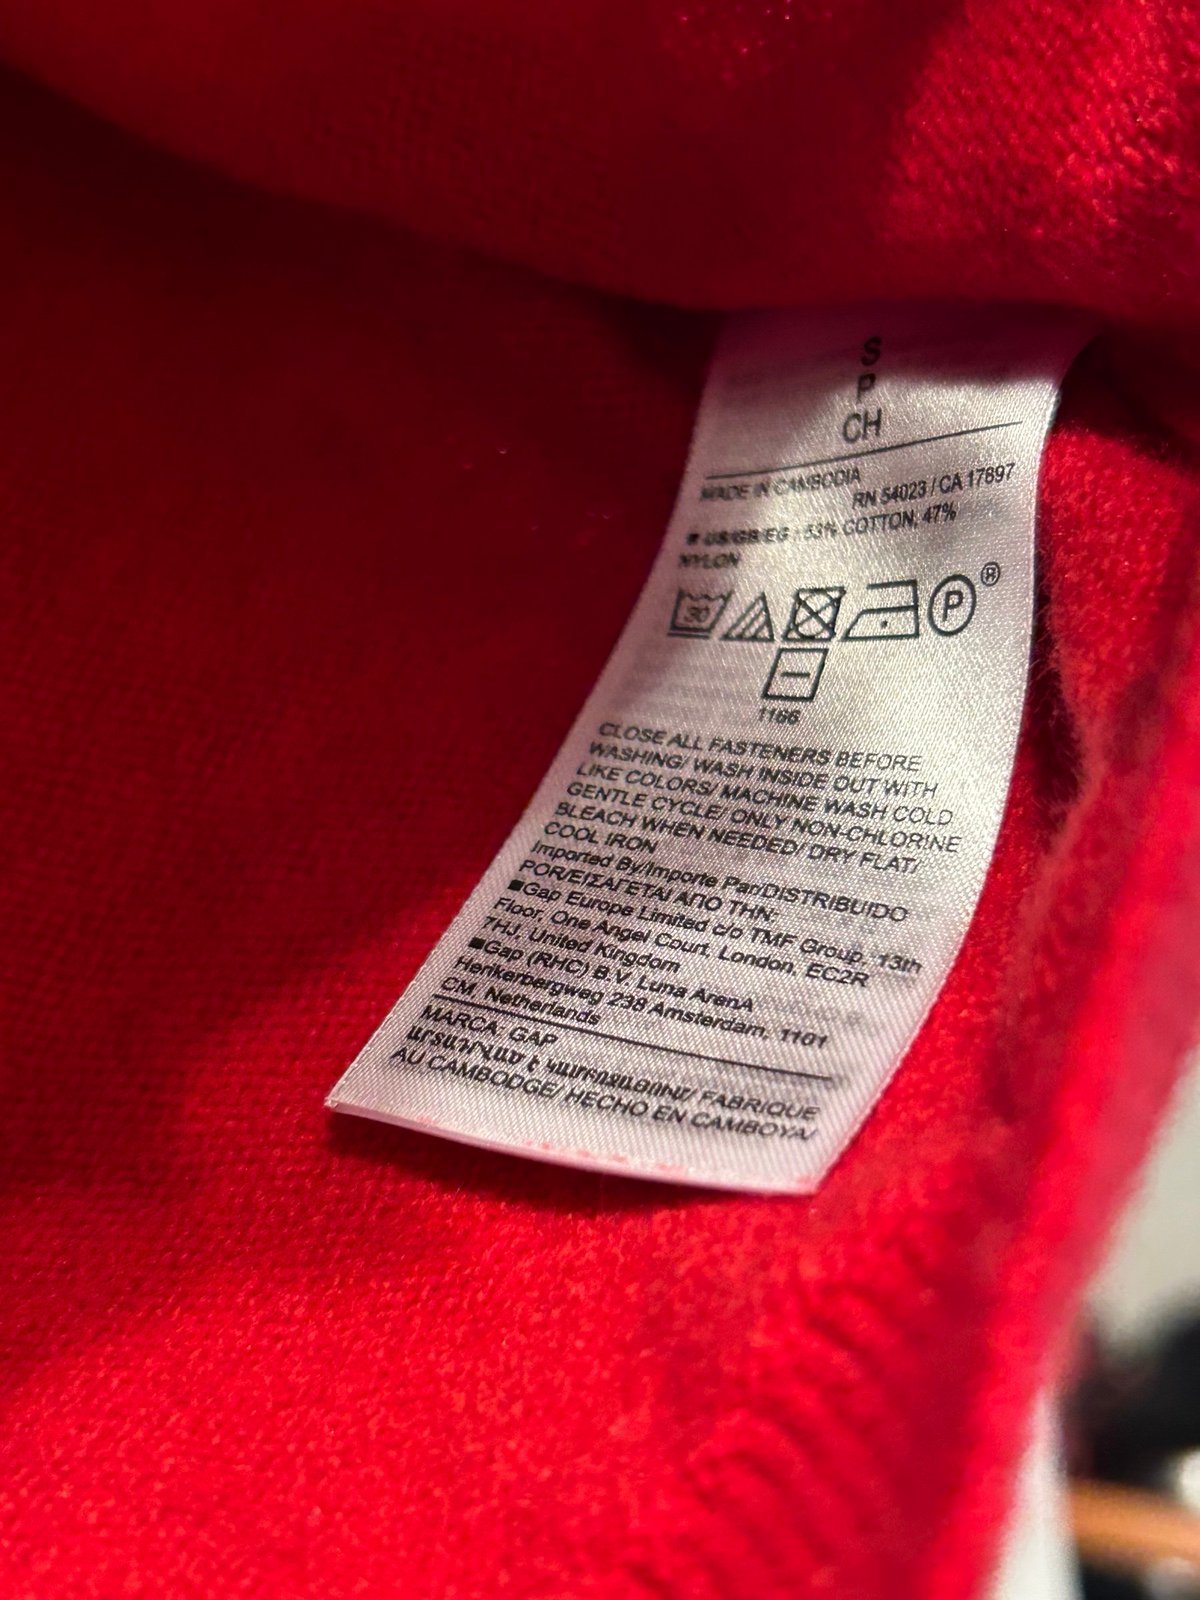 S
P
CH
MADE IN CAMBODIA
RN 54023 / CA 17897
■ US/GB/EG : 53% COTTON, 47%
NYLON
30 P ®
1166
CLOSE ALL FASTENERS BEFORE
WASHING/ WASH INSIDE OUT WITH
LIKE COLORS/ MACHINE WASH COLD
GENTLE CYCLE/ ONLY NON-CHLORINE
BLEACH WHEN NEEDED/ DRY FLAT/
COOL IRON
Imported By/Importe Par/DISTRIBUIDO
POR/ΕΙΣΑΓΕΤΑΙ ΑΠΟ ΤΗΝ:
■Gap Europe Limited c/o TMF Group, 13th
Floor, One Angel Court, London, EC2R
7HJ, United Kingdom
■Gap (RHC) B.V. Luna ArenA
Herikerbergweg 238 Amsterdam, 1101
CM, Netherlands
MARCA: GAP
ԱՐՏԱԴՐՎԱԾ Է ԿԱՄԲՈՋԱՅՈՒՄ/ FABRIQUE
AU CAMBODGE/ HECHO EN CAMBOYA/